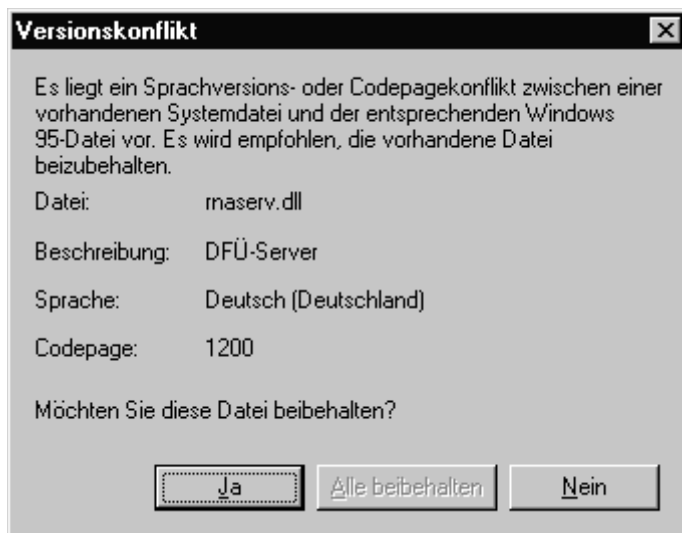 Versionskonflikt
Es liegt ein Sprachversions- oder Codepagekonflikt zwischen einer
vorhandenen Systemdatei und der entsprechenden Windows
95-Datei vor. Es wird empfohlen, die vorhandene Datei
beizubehalten.
Datei: rnaserv.dll
Beschreibung: DFÜ-Server
Sprache: Deutsch (Deutschland)
Codepage: 1200
Möchten Sie diese Datei beibehalten?
Ja Alle beibehalten Nein